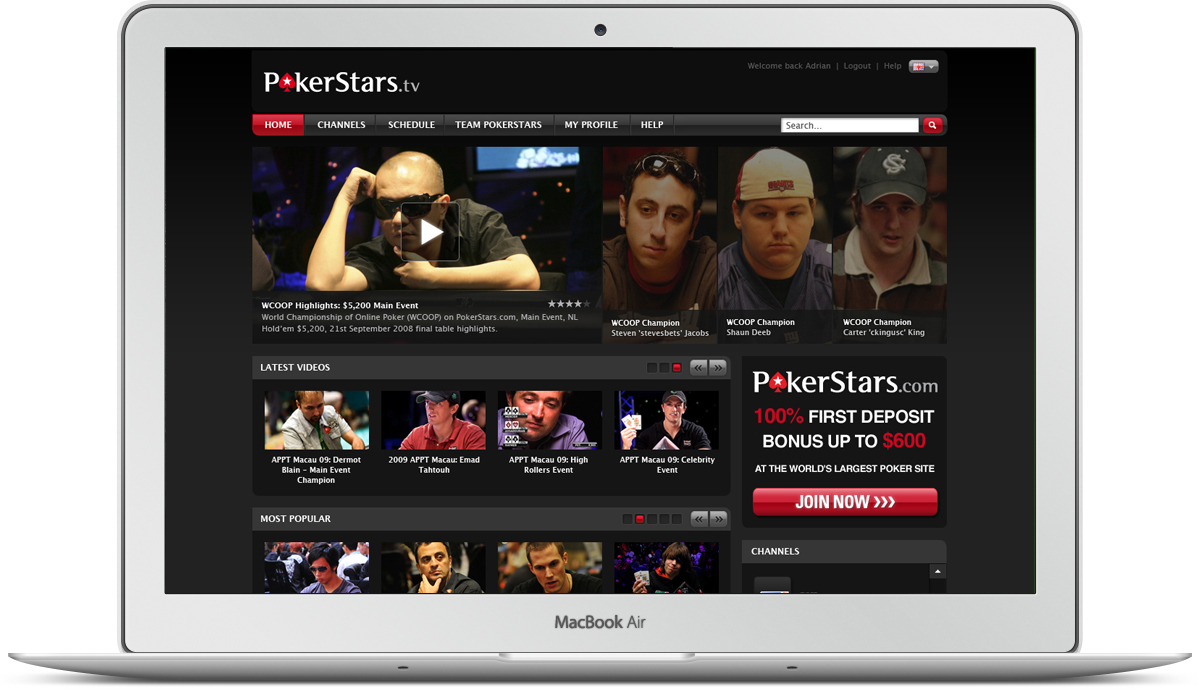 Welcome back Adrian | Logout | Help
PokerStars.tv
HOME CHANNELS SCHEDULE TEAM POKERSTARS MY PROFILE HELP Search...
WCOOP Highlights: $5,200 Main Event
World Championship of Online Poker (WCOOP) on PokerStars.com, Main Event, NL
Hold'em $5,200, 21st September 2008 final table highlights.
WCOOP Champion
Steven 'stevesbets' Jacobs
WCOOP Champion
Shaun Deeb
WCOOP Champion
Carter 'ckingusc' King
LATEST VIDEOS
APPT Macau 09: Dermot
Blain - Main Event
Champion
2009 APPT Macau: Emad
Tahtouh
APPT Macau 09: High
Rollers Event
APPT Macau 09: Celebrity
Event
PokerStars.com
100% FIRST DEPOSIT
BONUS UP TO $600
AT THE WORLD'S LARGEST POKER SITE
JOIN NOW >>>
MOST POPULAR
CHANNELS
MacBook Air